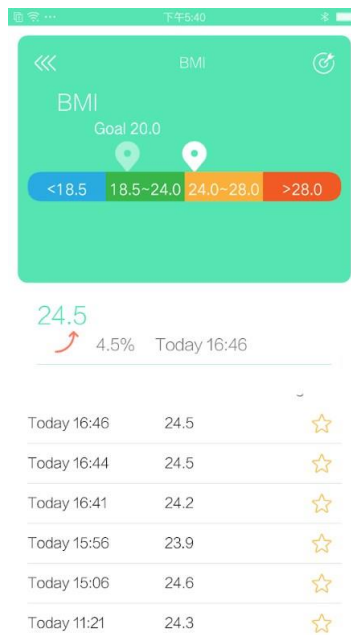 下午5:40
BMI
BMI
Goal 20.0
<18.5 18.5~24.0 24.0~28.0 >28.0
24.5
4.5% Today 16:46
Today 16:46 24.5
Today 16:44 24.5
Today 16:41 24.2
Today 15:56 23.9
Today 15:06 24.6
Today 11:21 24.3